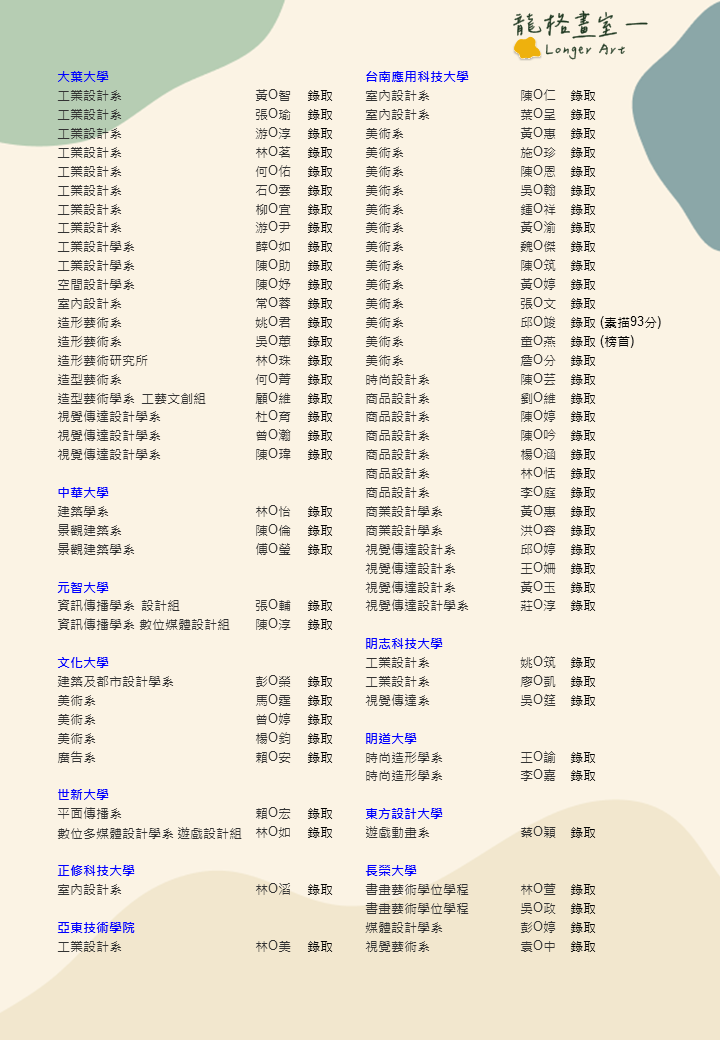 龍格畫室
Longer Art
大葉大學
工業設計系 黃O智 錄取
工業設計系 張O瑜 錄取
工業設計系 游O淳 錄取
工業設計系 林O茗 錄取
工業設計系 何O佑 錄取
工業設計系 石O雲 錄取
工業設計系 柳O宜 錄取
工業設計系 游O尹 錄取
工業設計學系 薛O如 錄取
工業設計學系 陳O助 錄取
空間設計學系 陳O妤 錄取
室內設計系 常O蓉 錄取
造形藝術系 姚O君 錄取
造形藝術系 吳O蒽 錄取
造形藝術研究所 林O珠 錄取
造型藝術系 何O菁 錄取
造型藝術學系 工藝文創組 顧O維 錄取
視覺傳達設計學系 杜O育 錄取
視覺傳達設計學系 曾O瀚 錄取
視覺傳達設計學系 陳O瑋 錄取
中華大學
建築學系 林O怡 錄取
景觀建築系 陳O倫 錄取
景觀建築學系 傅O瑩 錄取
元智大學
資訊傳播學系 設計組 張O輔 錄取
資訊傳播學系 數位媒體設計組 陳O淳 錄取
文化大學
建築及都市設計學系 彭O榮 錄取
美術系 馬O霆 錄取
美術系 曾O婷 錄取
美術系 楊O鈞 錄取
廣告系 賴O安 錄取
世新大學
平面傳播系 賴O宏 錄取
數位多媒體設計學系 遊戲設計組 林O如 錄取
正修科技大學
室內設計系 林O滔 錄取
亞東技術學院
工業設計系 林O美 錄取
台南應用科技大學
室內設計系 陳O仁 錄取
室內設計系 葉O呈 錄取
美術系 黃O惠 錄取
美術系 施O珍 錄取
美術系 陳O恩 錄取
美術系 吳O翰 錄取
美術系 鍾O祥 錄取
美術系 黃O渝 錄取
美術系 魏O傑 錄取
美術系 陳O筑 錄取
美術系 黃O婷 錄取
美術系 張O文 錄取
美術系 邱O竣 錄取 (素描93分)
美術系 童O燕 錄取 (榜首)
美術系 詹O分 錄取
時尚設計系 陳O芸 錄取
商品設計系 劉O維 錄取
商品設計系 陳O婷 錄取
商品設計系 陳O吟 錄取
商品設計系 楊O涵 錄取
商品設計系 林O恬 錄取
商品設計系 李O庭 錄取
商業設計學系 黃O惠 錄取
商業設計學系 洪O容 錄取
視覺傳達設計系 邱O婷 錄取
視覺傳達設計系 王O姍 錄取
視覺傳達設計系 黃O玉 錄取
視覺傳達設計學系 莊O淳 錄取
明志科技大學
工業設計系 姚O筑 錄取
工業設計系 廖O凱 錄取
視覺傳達系 吳O筳 錄取
明道大學
時尚造形學系 王O諭 錄取
時尚造形學系 李O嘉 錄取
東方設計大學
遊戲動畫系 蔡O穎 錄取
長榮大學
書畫藝術學位學程 林O萱 錄取
書畫藝術學位學程 吳O政 錄取
媒體設計學系 彭O婷 錄取
視覺藝術系 袁O中 錄取